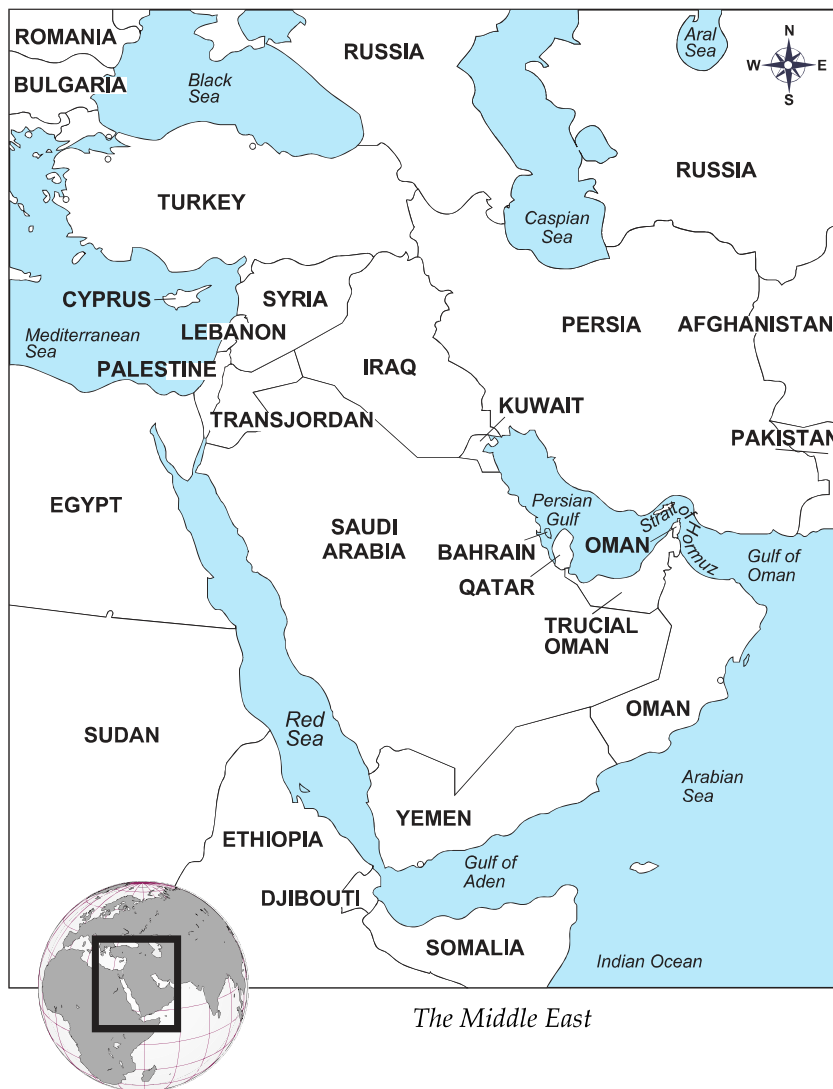 ROMANIA
RUSSIA
Aral
Sea
N
W
E
S
BULGARIA
Black
Sea
RUSSIA
TURKEY
Caspian
Sea
CYPRUS
SYRIA
PERSIA
AFGHANISTAN
Mediterranean
Sea
LEBANON
PALESTINE
IRAQ
TRANSJORDAN
KUWAIT
PAKISTAN
EGYPT
SAUDI
ARABIA
Persian
Gulf
Strait of Hormuz
BAHRAIN
OMAN
Gulf of
Oman
QATAR
TRUCIAL
OMAN
Red
Sea
OMAN
SUDAN
Arabian
Sea
YEMEN
ETHIOPIA
Gulf of
Aden
DJIBOUTI
SOMALIA
Indian Ocean
The Middle East